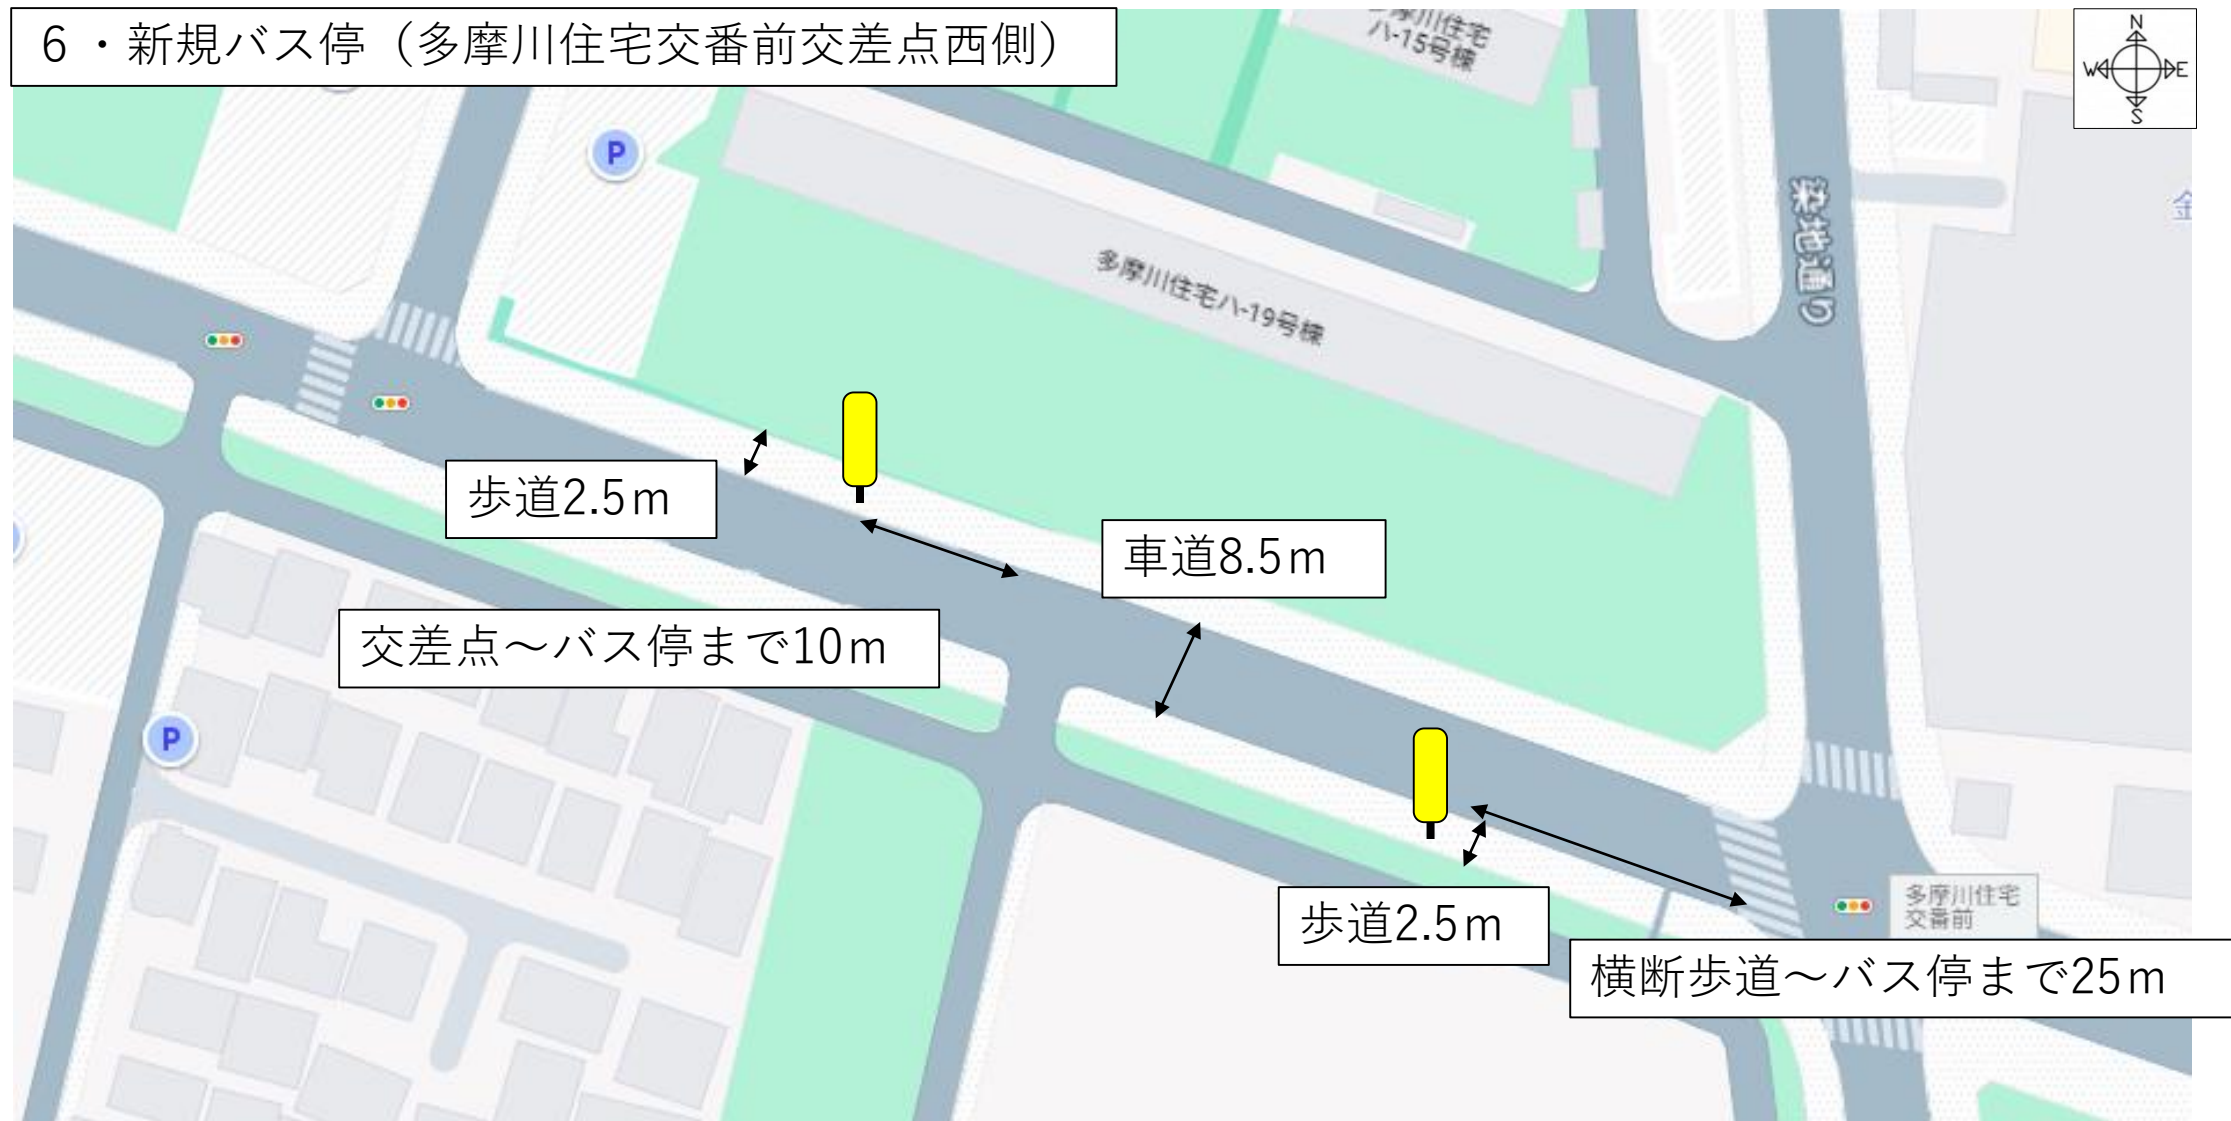 ６・新規バス停（多摩川住宅交番前交差点西側）
多摩川住宅
ハ-15号棟
N
W
E
S
P
築地通り
金
多摩川住宅ハ-19号棟
歩道2.5ｍ
車道8.5ｍ
交差点～バス停まで10ｍ
P
歩道2.5ｍ
多摩川住宅
交番前
横断歩道～バス停まで25ｍ